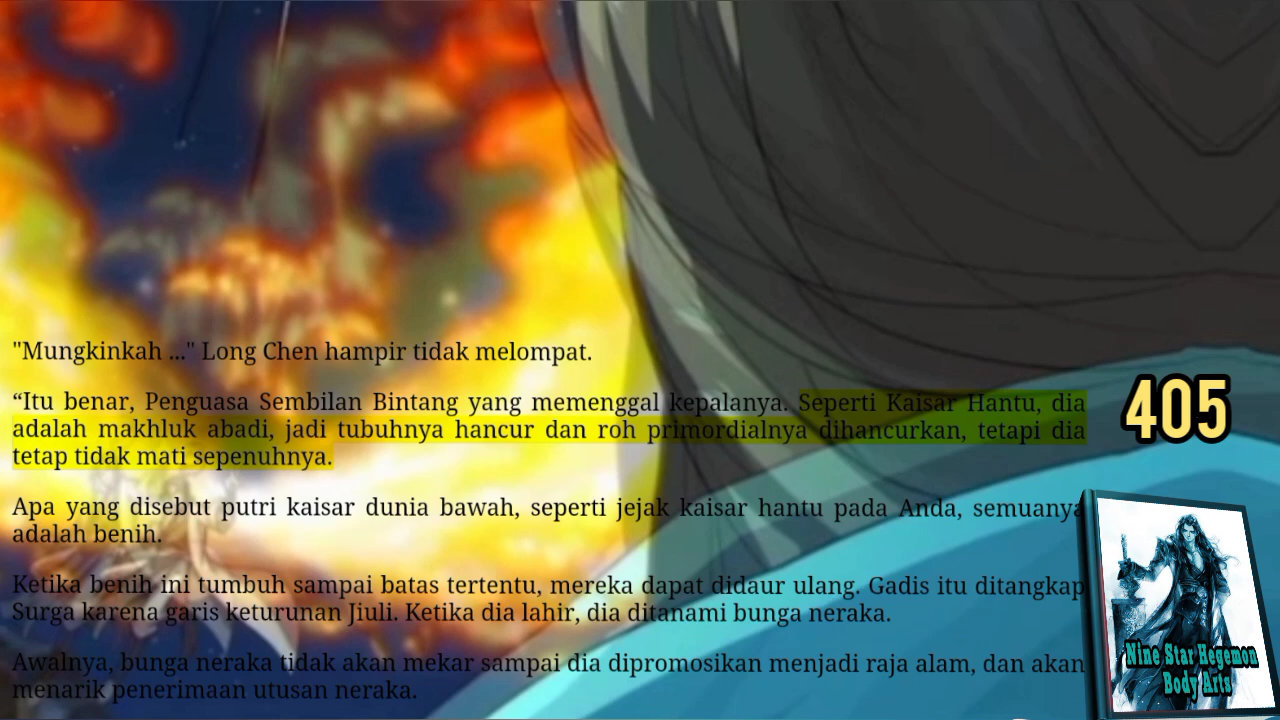 "Mungkinkah ..." Long Chen hampir tidak melompat.
“Itu benar, Penguasa Sembilan Bintang yang memenggal kepalanya. Seperti Kaisar Hantu, dia
adalah makhluk abadi, jadi tubuhnya hancur dan roh primordialnya dihancurkan, tetapi dia
tetap tidak mati sepenuhnya.
Apa yang disebut putri kaisar dunia bawah, seperti jejak kaisar hantu pada Anda, semuanya
adalah benih.
Ketika benih ini tumbuh sampai batas tertentu, mereka dapat didaur ulang. Gadis itu ditangkap
Surga karena garis keturunan Jiuli. Ketika dia lahir, dia ditanami bunga neraka.
Awalnya, bunga neraka tidak akan mekar sampai dia dipromosikan menjadi raja alam, dan akan
menarik penerimaan utusan neraka.
405
Nine Star Hegemon
Body Arts